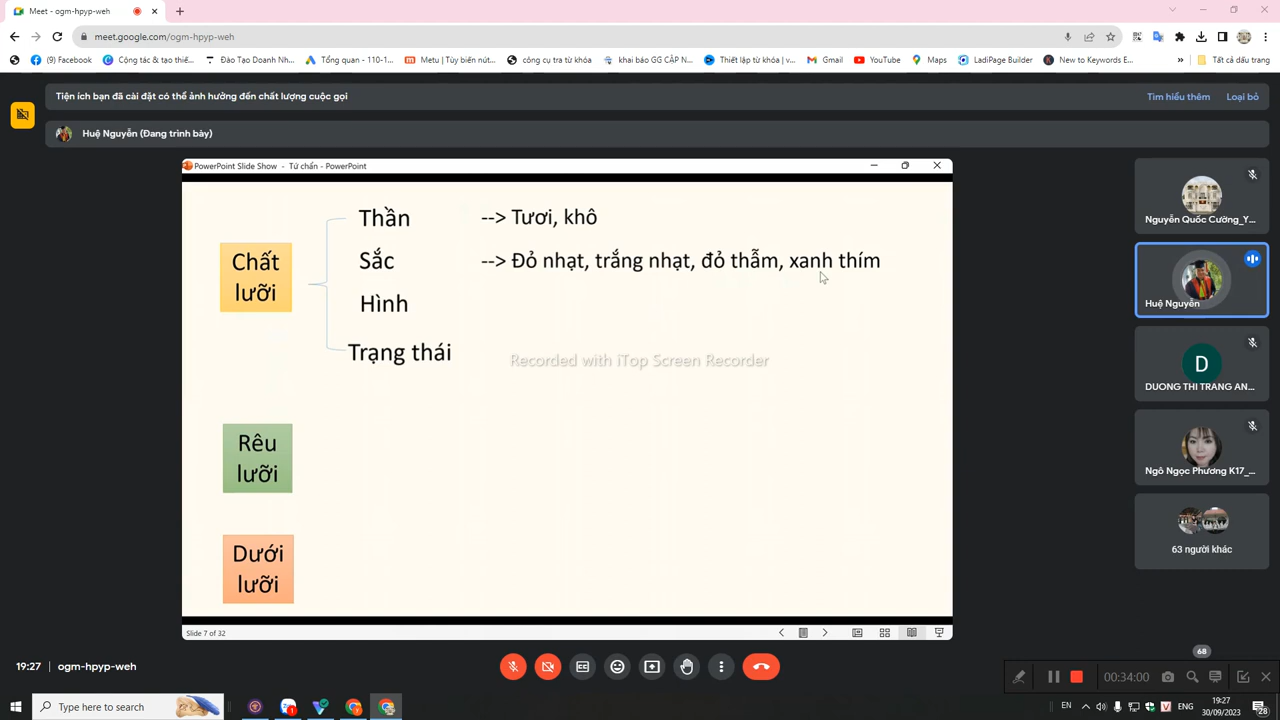 Meet - ogm-hpyp-weh
meet.google.com/ogm-hpyp-weh
(9) Facebook
Công tác & tạo thiế...
Đào Tạo Doanh Nh...
Tổng quan - 110-1...
Metu | Tùy biến nút...
công cụ tra từ khóa
khai báo GG CẬP N...
Thiết lập từ khóa | v...
Gmail
YouTube
Maps
LadiPage Builder
New to Keywords E...
»
Tất cả dấu trang
Tiện ích bạn đã cài đặt có thể ảnh hưởng đến chất lượng cuộc gọi
Tìm hiểu thêm
Loại bỏ
Huệ Nguyễn (Đang trình bày)
PowerPoint Slide Show - Tứ chẩn - PowerPoint
Thần --> Tươi, khô
Chất
lưỡi
Sắc --> Đỏ nhạt, trắng nhạt, đỏ thẫm, xanh thím
Hình
Trạng thái
Recorded with iTop Screen Recorder
Rêu
lưỡi
Dưới
lưỡi
Slide 7 of 32
Nguyễn Quốc Cường_Y...
Huệ Nguyễn
D
DUONG THI TRANG AN...
Ngô Ngọc Phương K17_...
63 người khác
68
19:27
ogm-hpyp-weh
00:34:00
Type here to search
EN
V
ENG
19:27
30/09/2023
28